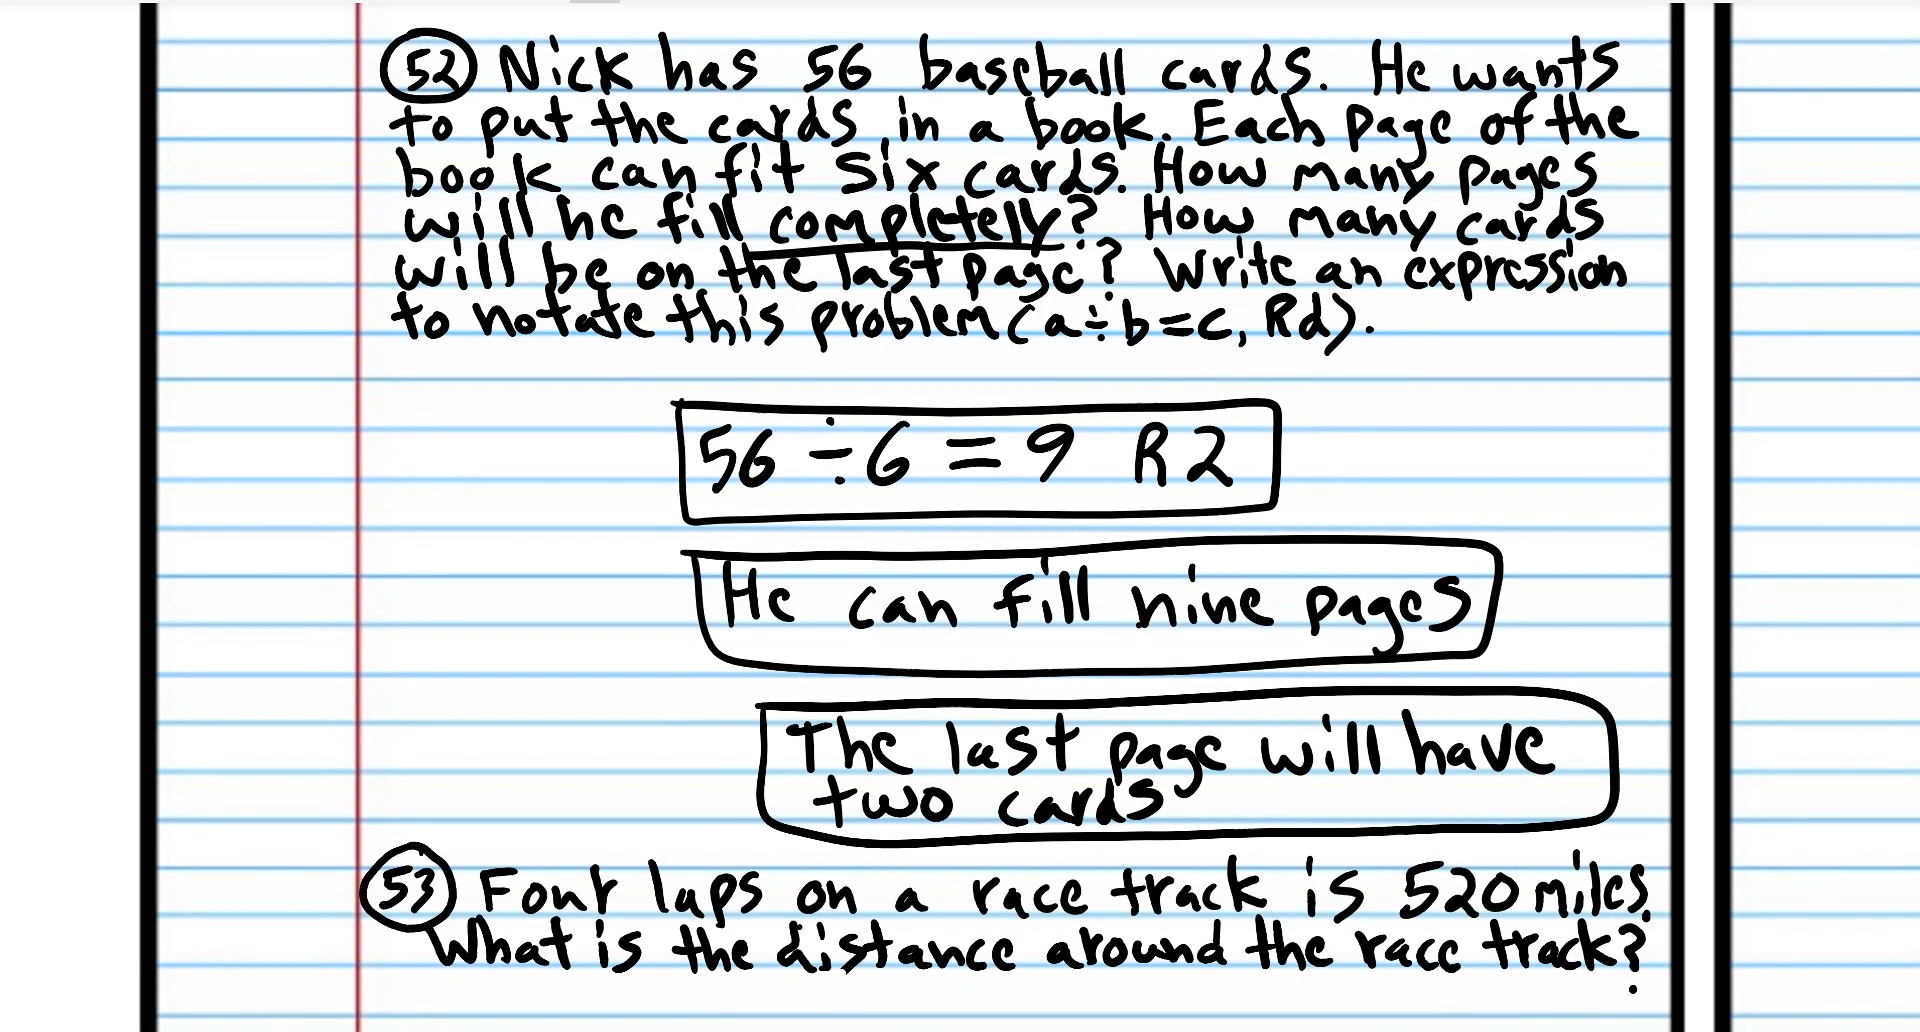 52 Nick has 56 baseball cards. He wants
to put the cards in a book. Each page of the
book can fit six cards. How many pages
will he fill completely? How many cards
will be on the last page? Write an expression
to notate this problem (a÷b=c, Rd).
56 ÷ 6 = 9 R 2
He can fill nine pages
The last page will have
two cards
53 Four laps on a race track is 520 miles.
What is the distance around the race track?